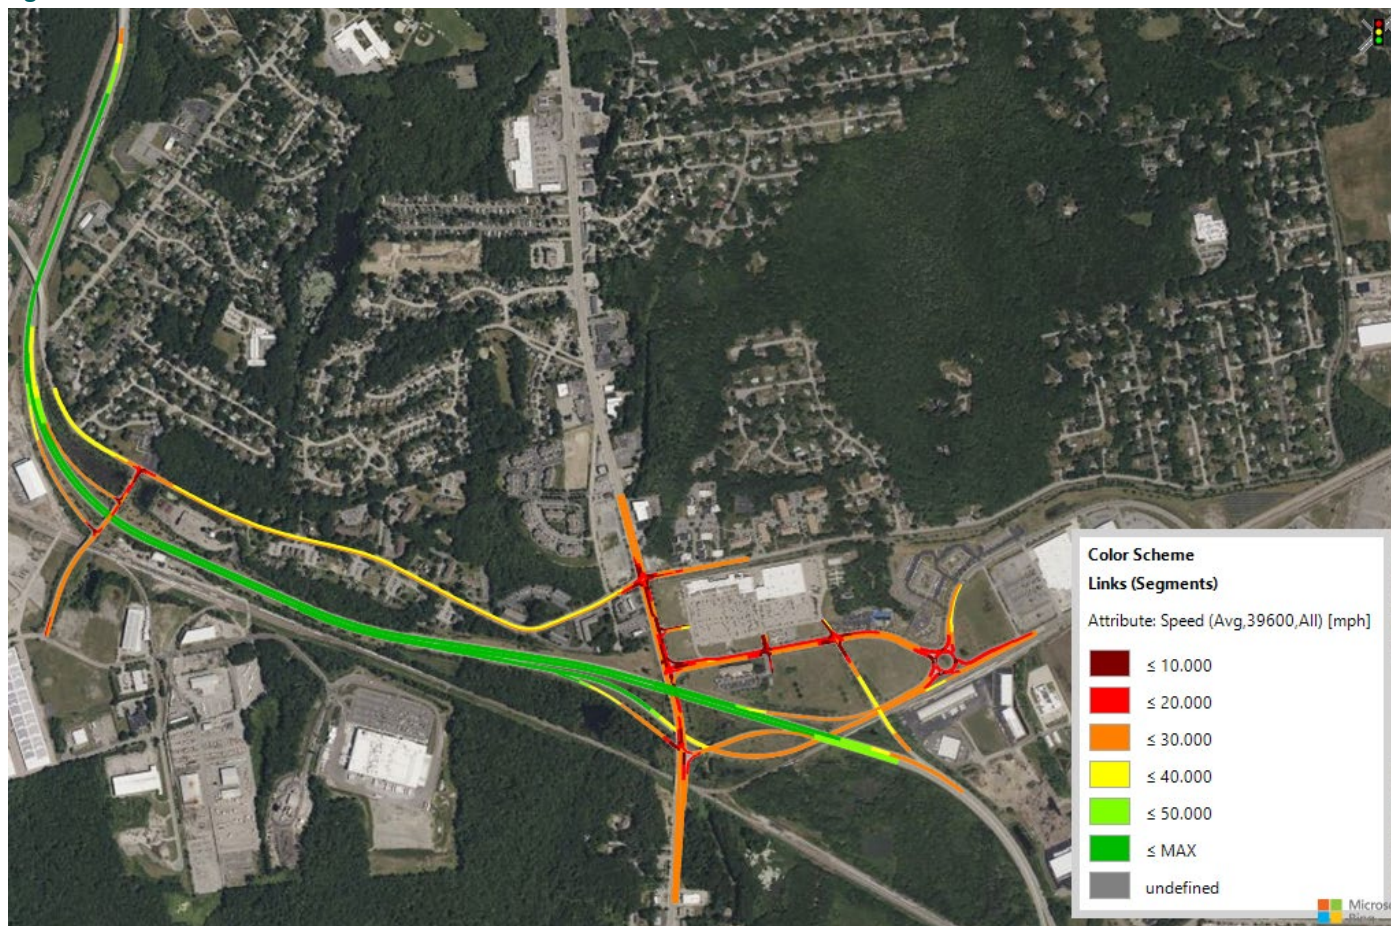 Color Scheme
Links (Segments)
Attribute: Speed (Avg,39600,All) [mph]
≤ 10.000
≤ 20.000
≤ 30.000
≤ 40.000
≤ 50.000
≤ MAX
undefined